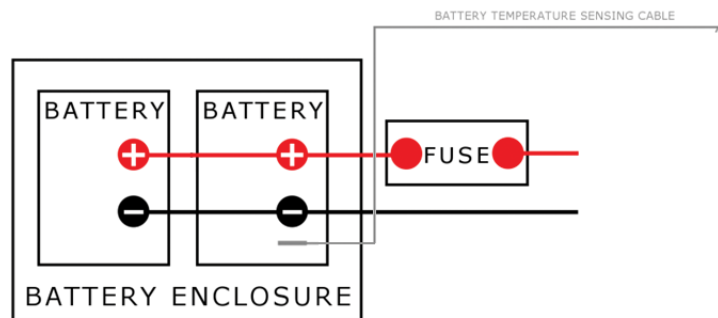 BATTERY TEMPERATURE SENSING CABLE
BATTERY
BATTERY
FUSE
BATTERY ENCLOSURE